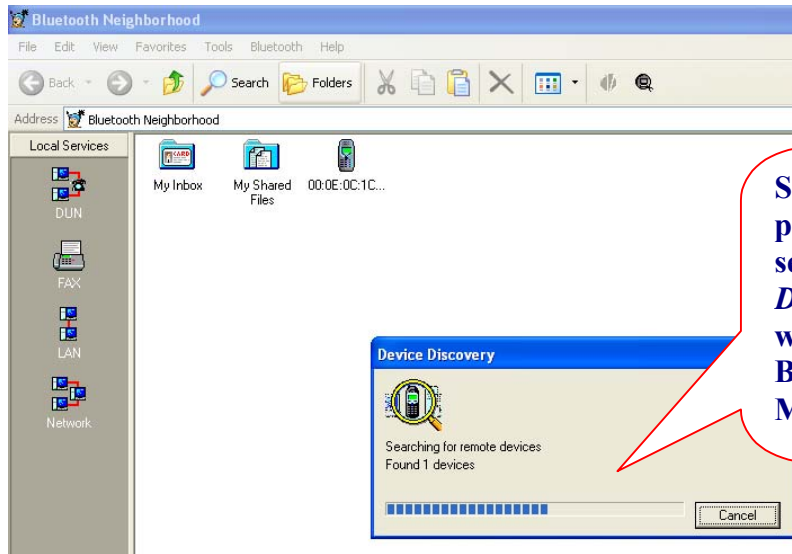 Bluetooth Neighborhood
File Edit View Favorites Tools Bluetooth Help
Back Search Folders
Address Bluetooth Neighborhood
Local Services
DUN
FAX
LAN
Network
CARD
My Inbox
My Shared
Files
00:0E:0C:1C...
Device Discovery
Searching for remote devices
Found 1 devices
Cancel